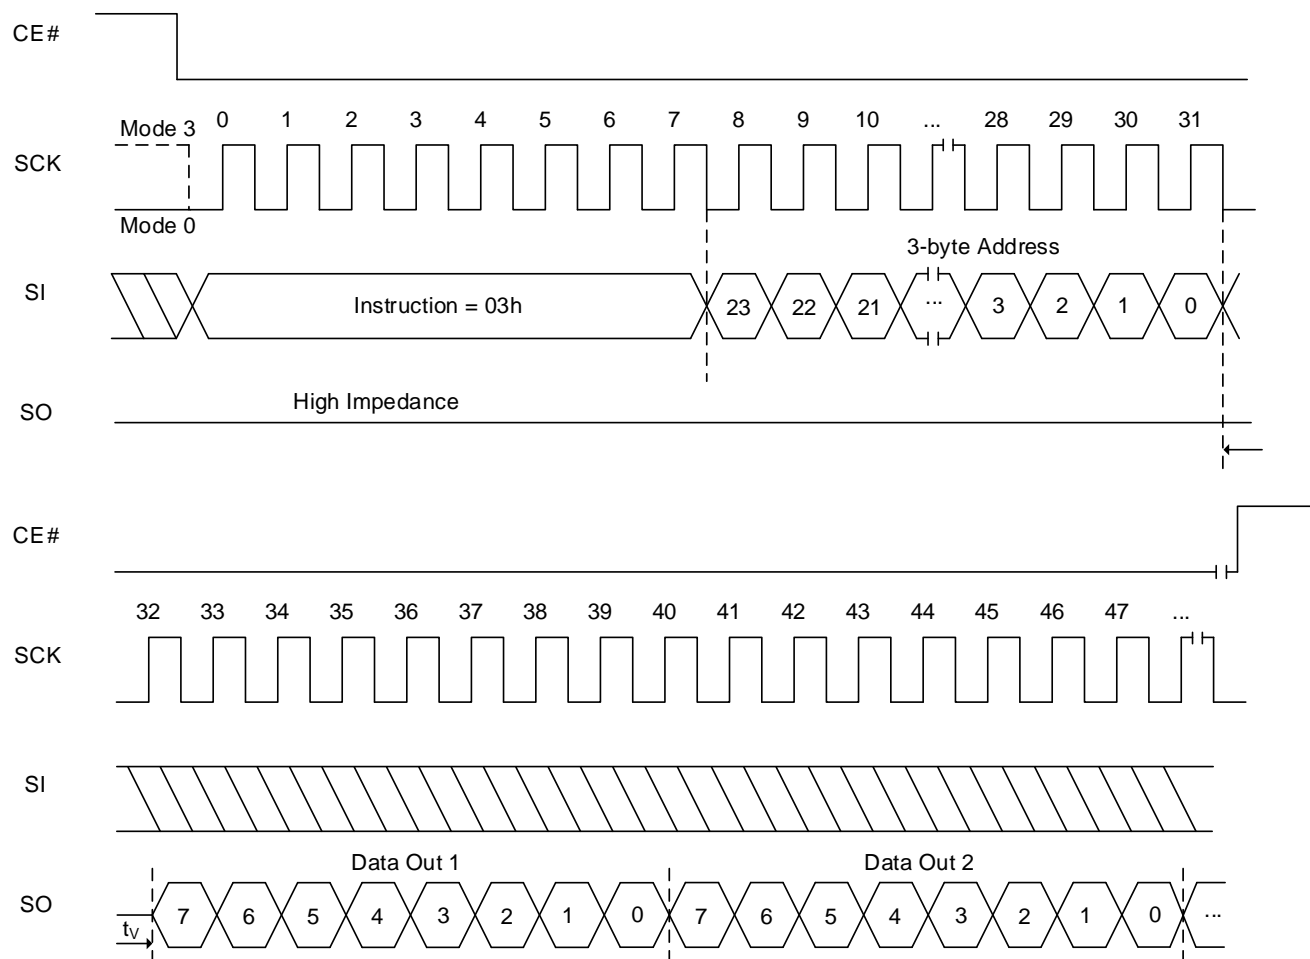 CE#
Mode 3 0 1 2 3 4 5 6 7 8 9 10 ... 28 29 30 31
SCK
Mode 0
3-byte Address
SI Instruction = 03h 23 22 21 ... 3 2 1 0
SO High Impedance
CE#
32 33 34 35 36 37 38 39 40 41 42 43 44 45 46 47 ...
SCK
SI
Data Out 1 Data Out 2
SO tV 7 6 5 4 3 2 1 0 7 6 5 4 3 2 1 0 ...